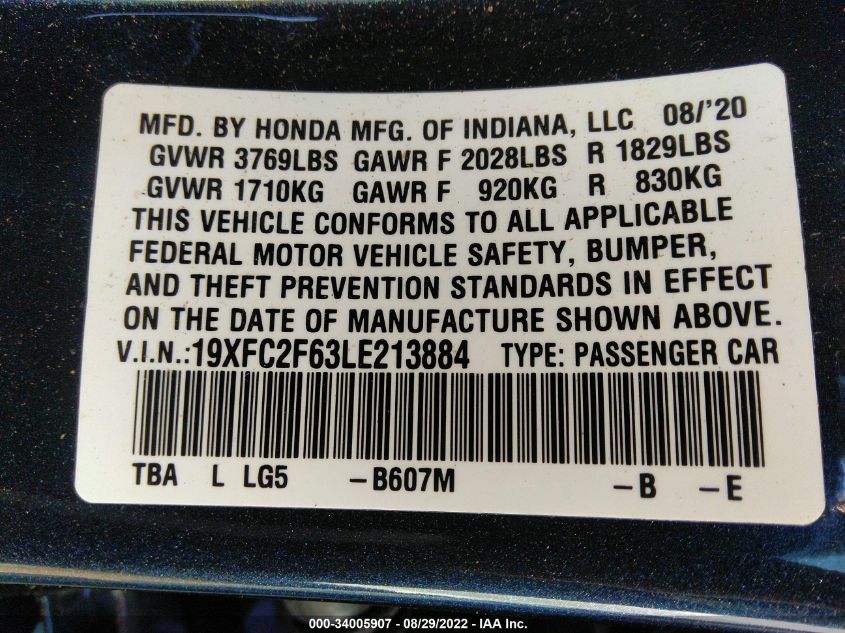 MFD. BY HONDA MFG. OF INDIANA, LLC 08/'20
GVWR 3769LBS GAWR F 2028LBS R 1829LBS
GVWR 1710KG GAWR F 920KG R 830KG
THIS VEHICLE CONFORMS TO ALL APPLICABLE
FEDERAL MOTOR VEHICLE SAFETY, BUMPER,
AND THEFT PREVENTION STANDARDS IN EFFECT
ON THE DATE OF MANUFACTURE SHOWN ABOVE.
V.I.N.:19XFC2F63LE213884 TYPE: PASSENGER CAR
TBA L LG5 -B607M -B -E
000-34005907 - 08/29/2022 - IAA Inc.